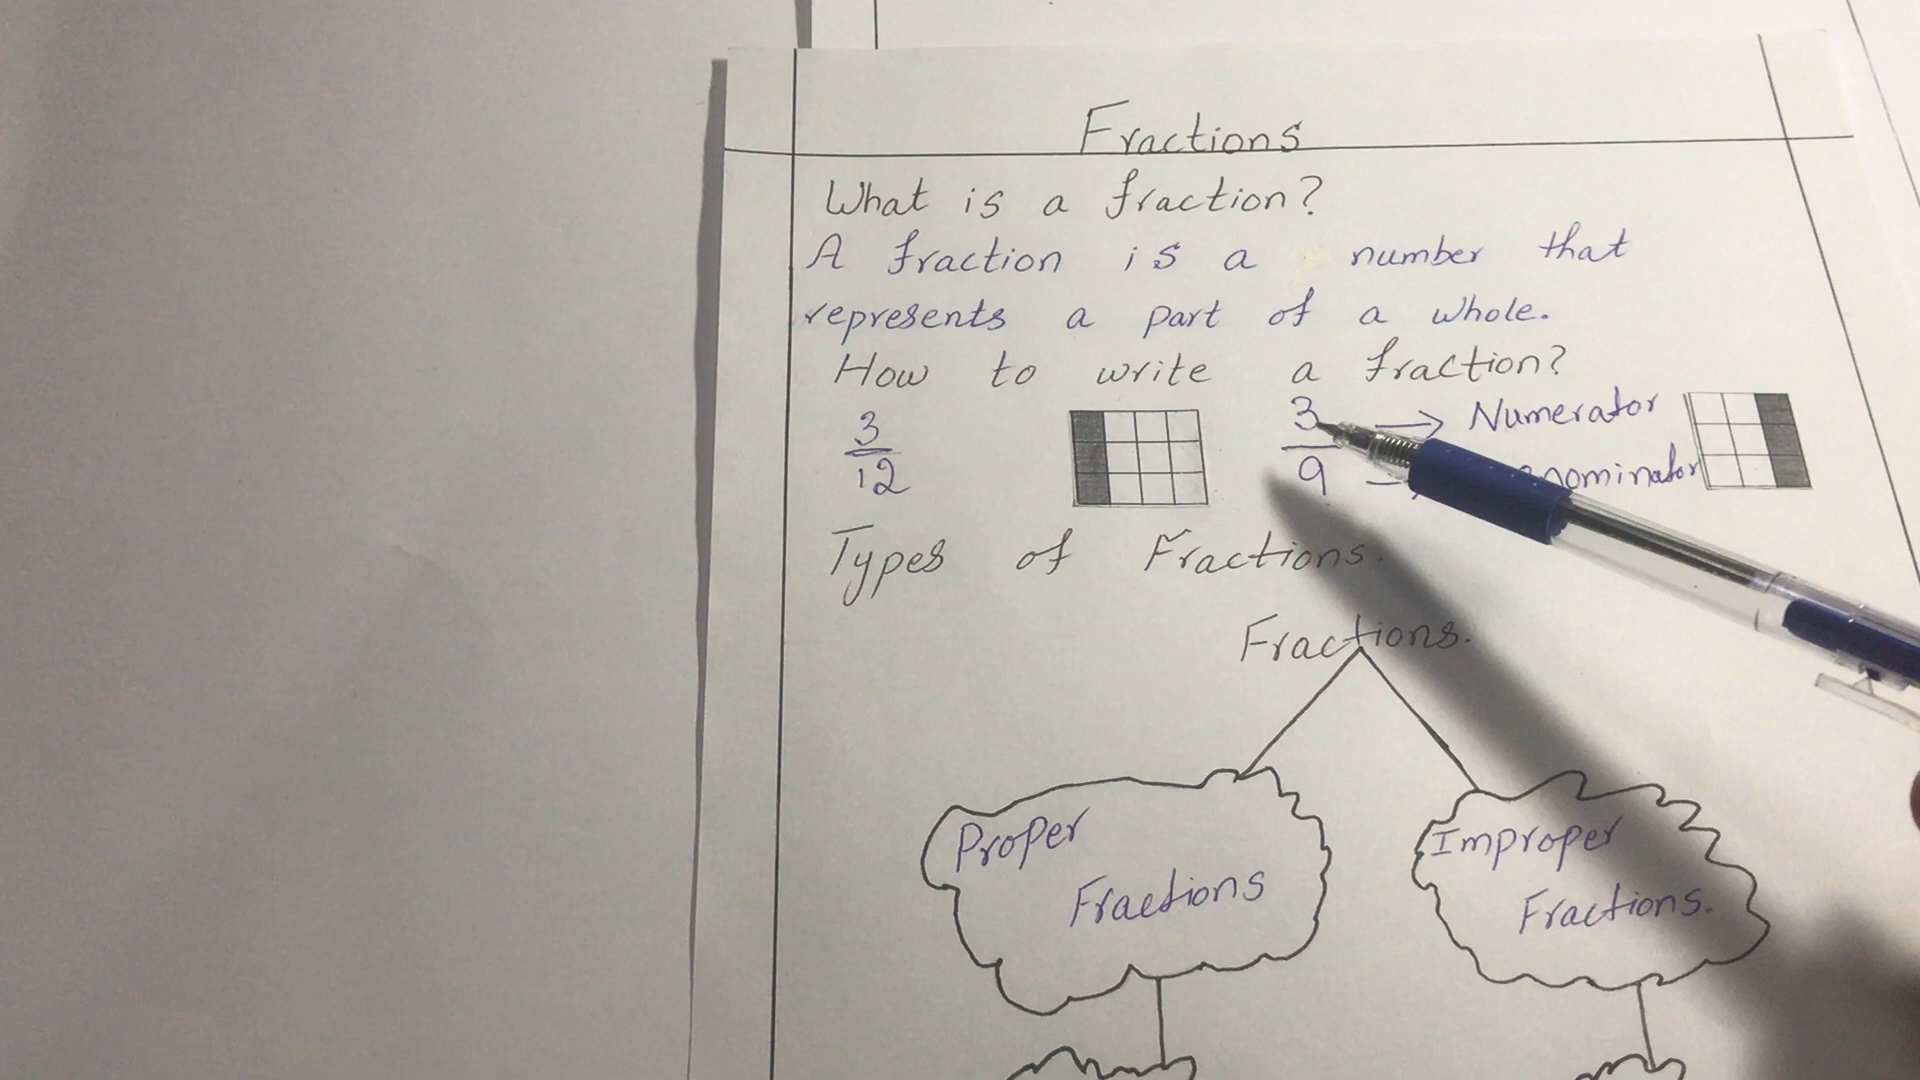 Fractions
What is a fraction?
A fraction is a number that
represents a part of a whole.
How to write a fraction?
3/12 3/9 → Numerator
→
Types of Fractions.
Fractions.
Proper
Fractions
Improper
Fractions.